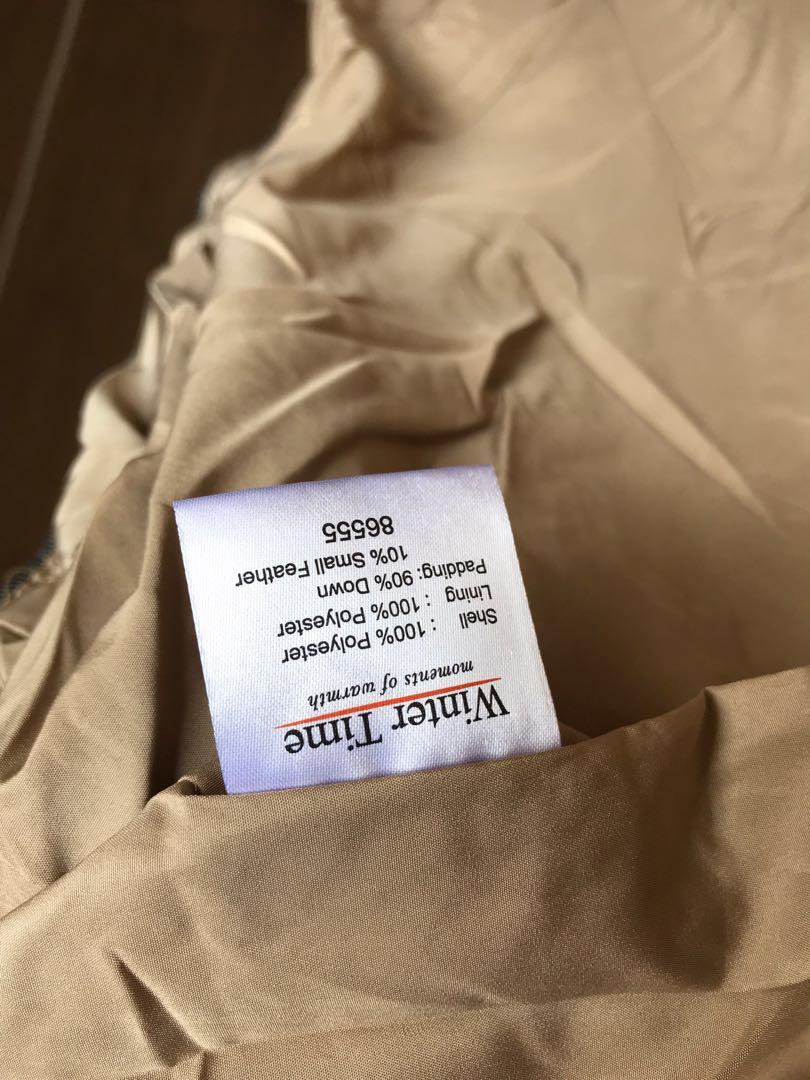 Winter Time
moments of warmth
Shell : 100% Polyester
Lining : 100% Polyester
Padding: 90% Down
10% Small Feather
86555